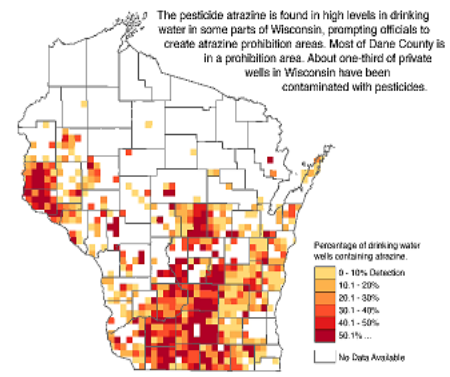 The pesticide atrazine is found in high levels in drinking
water in some parts of Wisconsin, prompting officials to
create atrazine prohibition areas. Most of Dane County is
in a prohibition area. About one-third of private
wells in Wisconsin have been
contaminated with pesticides.
Percentage of drinking water
wells containing atrazine.
0 - 10% Detection
10.1 - 20%
20.1 - 30%
30.1 - 40%
40.1 - 50%
50.1% ...
No Data Available